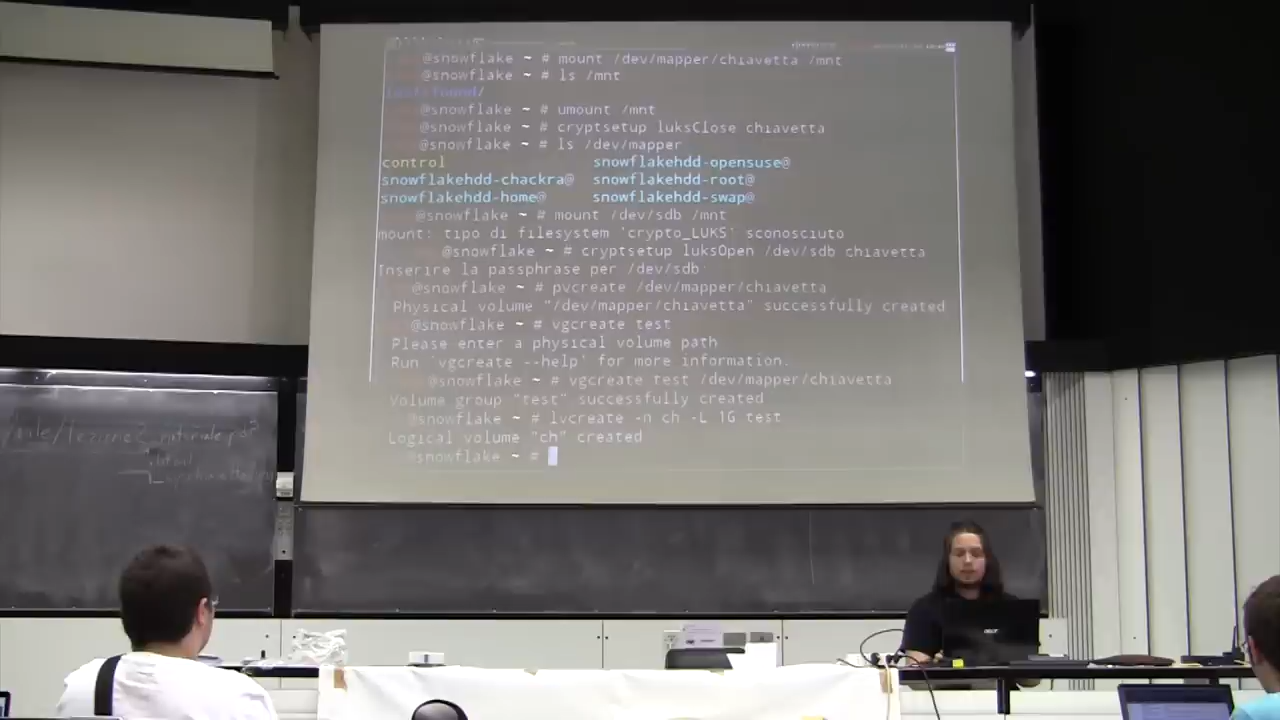 @snowflake ~ # mount /dev/mapper/chiavetta /mnt
@snowflake ~ # ls /mnt
@snowflake ~ # umount /mnt
@snowflake ~ # cryptsetup luksClose chiavetta
@snowflake ~ # ls /dev/mapper
control snowflakehdd-opensuse@
snowflakehdd-chackra@ snowflakehdd-root@
snowflakehdd-home@ snowflakehdd-swap@
@snowflake ~ # mount /dev/sdb /mnt
mount: tipo di filesystem 'crypto_LUKS' sconosciuto
@snowflake ~ # cryptsetup luksOpen /dev/sdb chiavetta
Inserire la passphrase per /dev/sdb
@snowflake ~ # pvcreate /dev/mapper/chiavetta
Physical volume "/dev/mapper/chiavetta" successfully created
@snowflake ~ # vgcreate test
Please enter a physical volume path
Run `vgcreate --help' for more information.
@snowflake ~ # vgcreate test /dev/mapper/chiavetta
Volume group "test" successfully created
@snowflake ~ # lvcreate -n ch -L 1G test
Logical volume "ch" created
@snowflake ~ #
acer